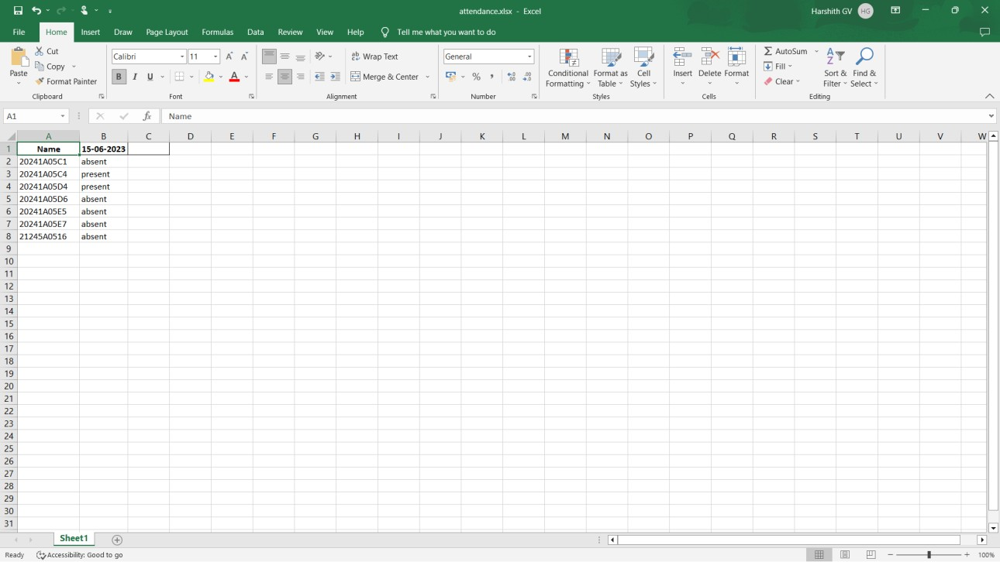 attendance.xlsx - Excel
Harshith GV HG
File Home Insert Draw Page Layout Formulas Data Review View Help Tell me what you want to do
Paste
Cut
Copy
Format Painter
Clipboard
Calibri 11 A A
B I U A
Font
ab Wrap Text
Merge & Center
Alignment
General
% ,
Number
Conditional Formatting
Format as Table
Cell Styles
Styles
Insert Delete Format
Cells
AutoSum
Fill
Clear
Sort & Filter
Find & Select
Editing
A1 fx Name
A B C D E F G H I J K L M N O P Q R S T U V W
1 Name 15-06-2023
2 20241A05C1 absent
3 20241A05C4 present
4 20241A05D4 present
5 20241A05D6 absent
6 20241A05E5 absent
7 20241A05E7 absent
8 21245A0516 absent
9
10
11
12
13
14
15
16
17
18
19
20
21
22
23
24
25
26
27
28
29
30
31
Sheet1
Ready Accessibility: Good to go 100%